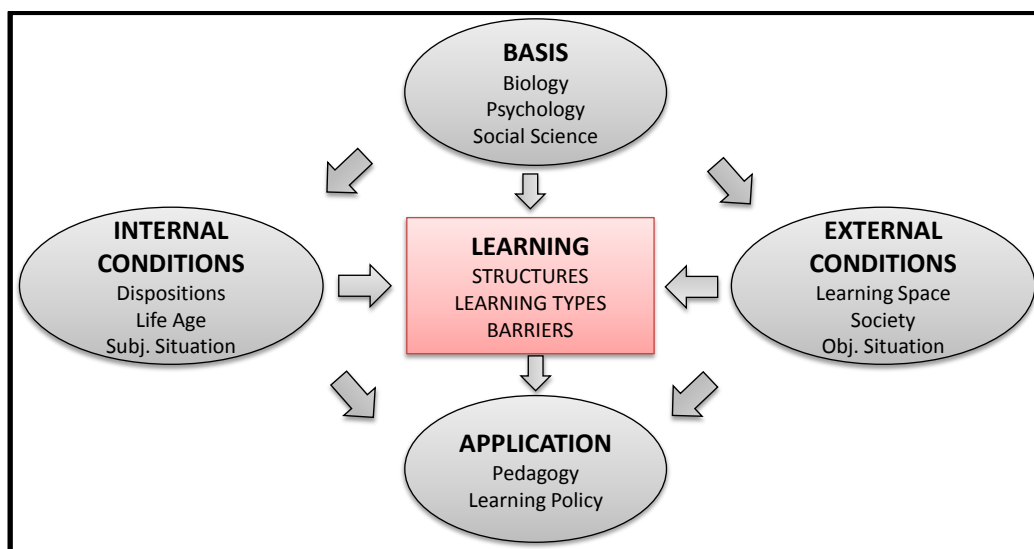 BASIS
Biology
Psychology
Social Science
INTERNAL
CONDITIONS
Dispositions
Life Age
Subj. Situation
LEARNING
STRUCTURES
LEARNING TYPES
BARRIERS
EXTERNAL
CONDITIONS
Learning Space
Society
Obj. Situation
APPLICATION
Pedagogy
Learning Policy